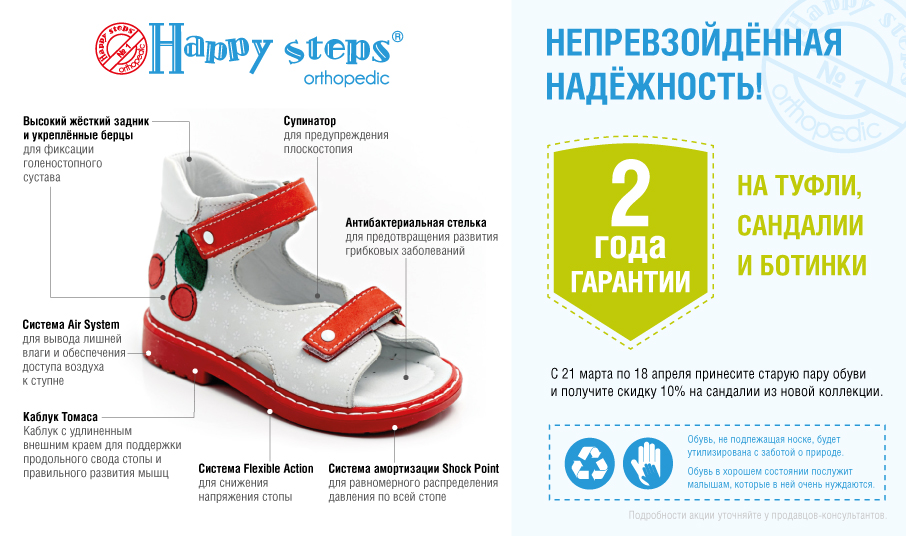 Happy steps®
orthopedic
Happy steps
№ 1
orthopedic
Высокий жёсткий задник
и укреплённые берцы
для фиксации
голеностопного
сустава
Супинатор
для предупреждения
плоскостопия
Антибактериальная стелька
для предотвращения развития
грибковых заболеваний
Система Air System
для вывода лишней
влаги и обеспечения
доступа воздуха
к ступне
Каблук Томаса
Каблук с удлиненным
внешним краем для поддержки
продольного свода стопы и
правильного развития мышц
Система Flexible Action
для снижения
напряжения стопы
Система амортизации Shock Point
для равномерного распределения
давления по всей стопе
НЕПРЕВЗОЙДЁННАЯ
НАДЁЖНОСТЬ!
Happy steps
№ 1
orthopedic
2
года
ГАРАНТИИ
НА ТУФЛИ,
САНДАЛИИ
И БОТИНКИ
С 21 марта по 18 апреля принесите старую пару обуви
и получите скидку 10% на сандалии из новой коллекции.
Обувь, не подлежащая носке, будет
утилизирована с заботой о природе.
Обувь в хорошем состоянии послужит
малышам, которые в ней очень нуждаются.
Подробности акции уточняйте у продавцов-консультантов.